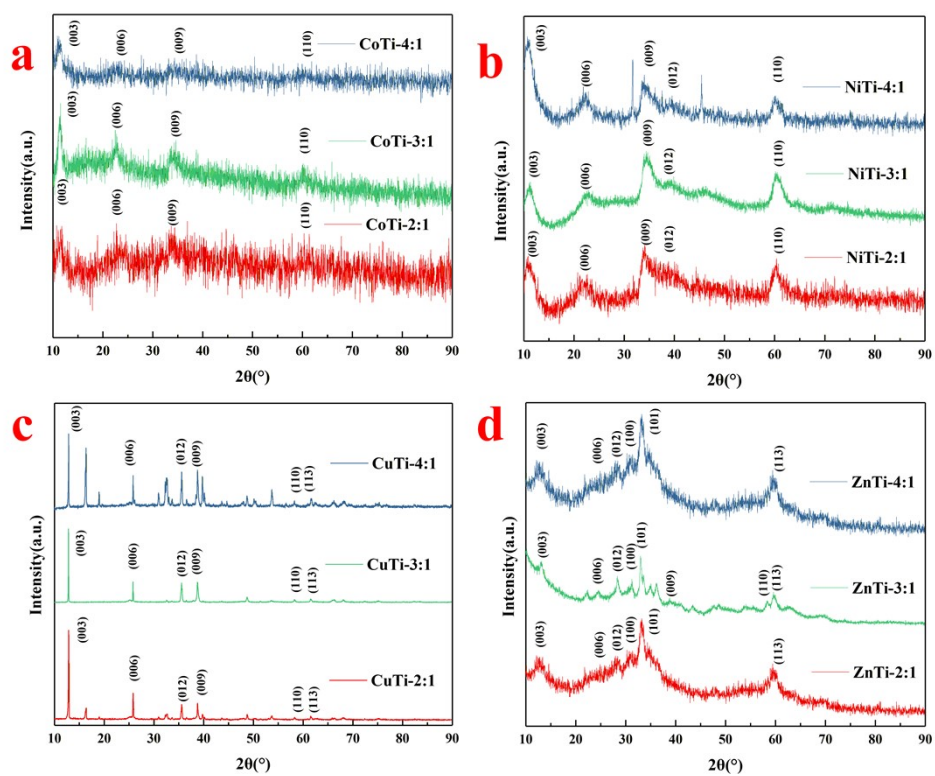 a
Intensity(a.u.)
(003)
(006)
(009)
(110)
CoTi-4:1
(003)
(006)
(009)
(110)
CoTi-3:1
(003)
(006)
(009)
(110)
CoTi-2:1
10 20 30 40 50 60 70 80 90
2θ(°)
b
Intensity(a.u.)
(003)
(006)
(009)
(012)
(110)
NiTi-4:1
(003)
(006)
(009)
(012)
(110)
NiTi-3:1
(003)
(006)
(009)
(012)
(110)
NiTi-2:1
10 20 30 40 50 60 70 80 90
2θ(°)
c
Intensity(a.u.)
(003)
(006)
(012)
(009)
(110)
(113)
CuTi-4:1
(003)
(006)
(012)
(009)
(110)
(113)
CuTi-3:1
(003)
(006)
(012)
(009)
(110)
(113)
CuTi-2:1
10 20 30 40 50 60 70 80 90
2θ(°)
d
Intensity(a.u.)
(003)
(006)
(012)
(100)
(101)
(113)
ZnTi-4:1
(003)
(006)
(012)
(100)
(101)
(009)
(110)
(113)
ZnTi-3:1
(003)
(006)
(012)
(100)
(101)
(113)
ZnTi-2:1
10 20 30 40 50 60 70 80 90
2θ(°)